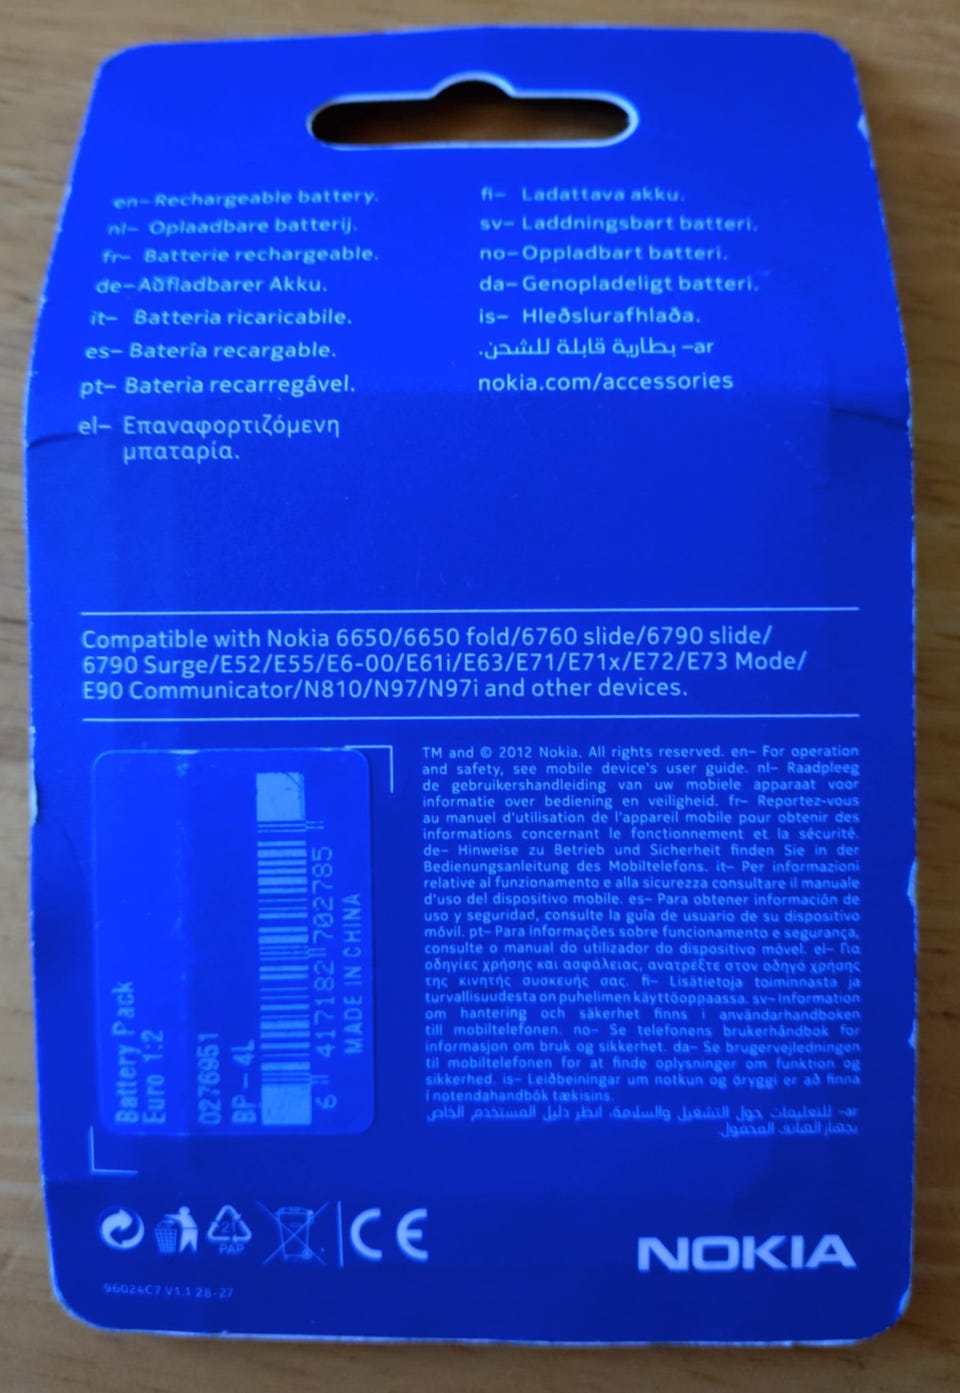 en– Rechargeable battery.
nl– Oplaadbare batterij.
fr– Batterie rechargeable.
de– Aufladbarer Akku.
it– Batteria ricaricabile.
es– Batería recargable.
pt– Bateria recarregável.
el– Επαναφορτιζόμενη
μπαταρία.
fi– Ladattava akku.
sv– Laddningsbart batteri.
no– Oppladbart batteri.
da– Genopladeligt batteri.
is– Hleðslurafhlaða.
ar– بطارية قابلة للشحن.
nokia.com/accessories
Compatible with Nokia 6650/6650 fold/6760 slide/6790 slide/
6790 Surge/E52/E55/E6-00/E61i/E63/E71/E71x/E72/E73 Mode/
E90 Communicator/N810/N97/N97i and other devices.
Battery Pack
Euro 1:2
0276951
BP-4L
6 417182 702785
MADE IN CHINA
TM and © 2012 Nokia. All rights reserved. en– For operation
and safety, see mobile device's user guide. nl– Raadpleeg
de gebruikershandleiding van uw mobiele apparaat voor
informatie over bediening en veiligheid. fr– Reportez-vous
au manuel d'utilisation de l'appareil mobile pour obtenir des
informations concernant le fonctionnement et la sécurité.
de– Hinweise zu Betrieb und Sicherheit finden Sie in der
Bedienungsanleitung des Mobiltelefons. it– Per informazioni
relative al funzionamento e alla sicurezza consultare il manuale
d'uso del dispositivo mobile. es– Para obtener información de
uso y seguridad, consulte la guía de usuario de su dispositivo
móvil. pt– Para informações sobre funcionamento e segurança,
consulte o manual do utilizador do dispositivo móvel. el– Για
οδηγίες χρήσης και ασφάλειας, ανατρέξτε στον οδηγό χρήσης
της κινητής συσκευής σας. fi– Lisätietoja toiminnasta ja
turvallisuudesta on puhelimen käyttöoppaassa. sv– Information
om hantering och säkerhet finns i användarhandboken
till mobiltelefonen. no– Se telefonens brukerhåndbok for
informasjon om bruk og sikkerhet. da– Se brugervejledningen
til mobiltelefonen for at finde oplysninger om funktion og
sikkerhed. is– Leiðbeiningar um notkun og öryggi er að finna
í notendahandbók tækisins.
ar– للتعليمات حول التشغيل والسلامة، انظر دليل المستخدم الخاص
بجهاز الهاتف المحمول.
21
PAP
CE
NOKIA
96024C7 V1.1 28-27